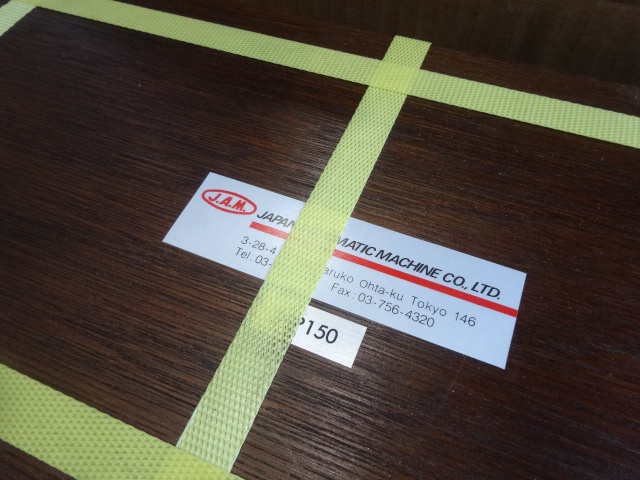 J.A.M.
JAPAN MATIC MACHINE CO., LTD.
3-28-4 aruko Ohta-ku Tokyo 146
Tel: 03- Fax: 03-756-4320
P150